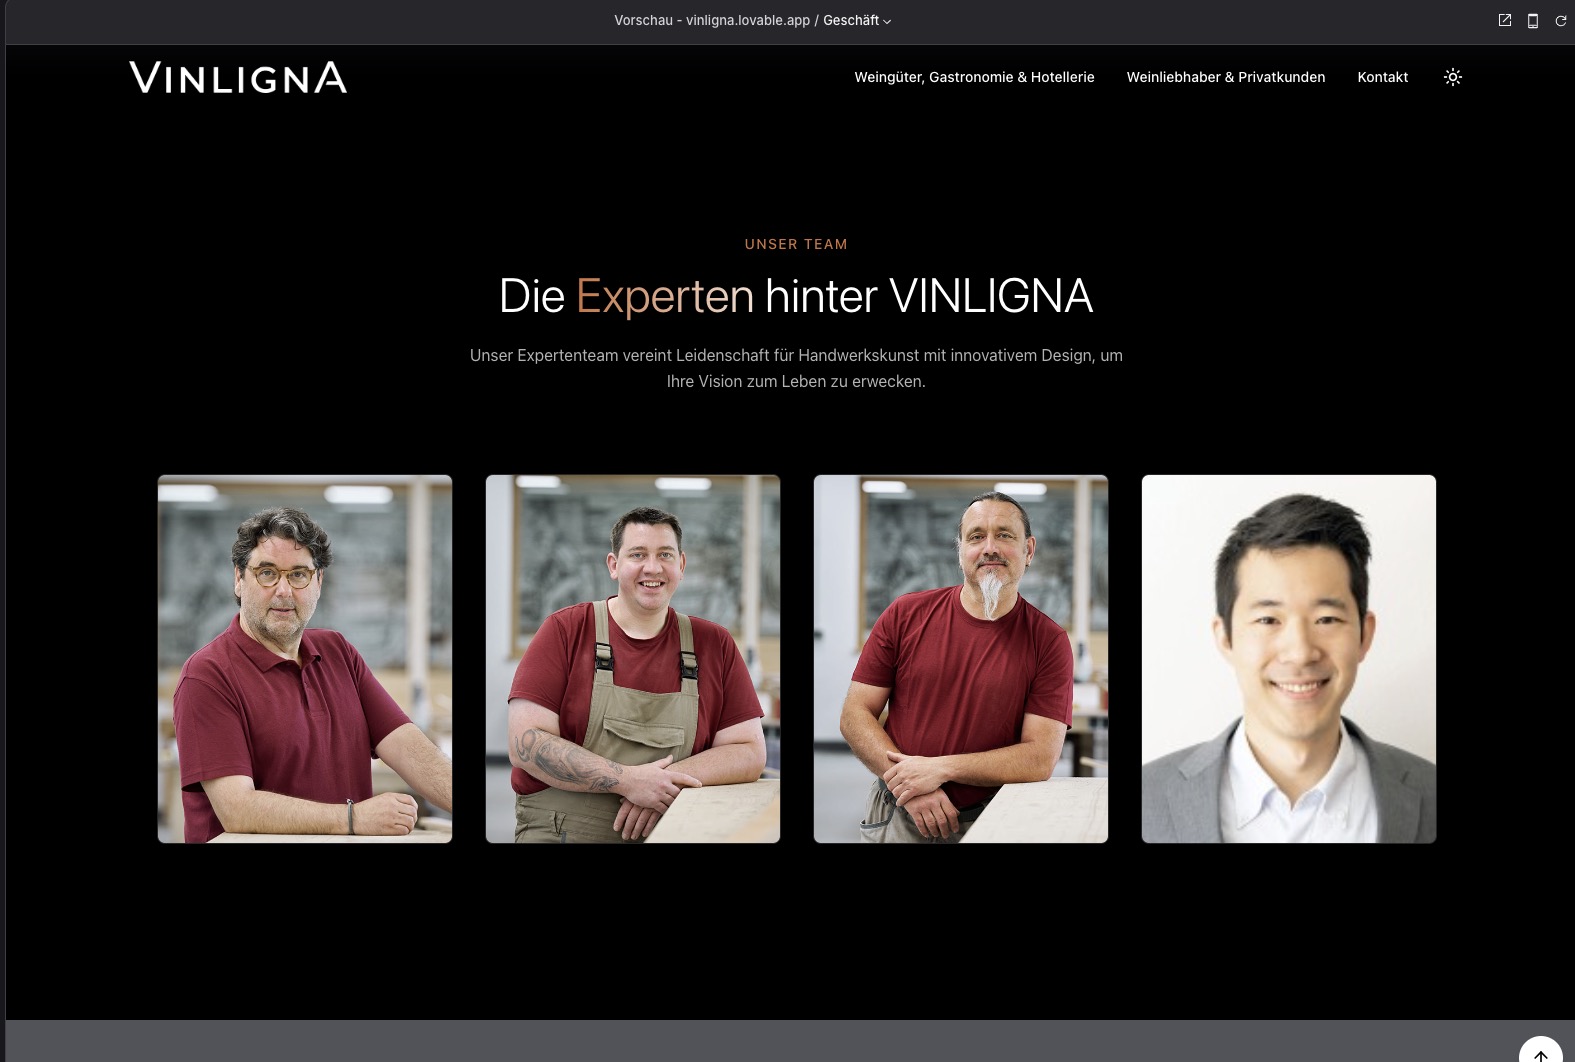 Vorschau - vinligna.lovable.app / Geschäft
VINLIGNA
Weingüter, Gastronomie & Hotellerie
Weinliebhaber & Privatkunden
Kontakt
UNSER TEAM
Die Experten hinter VINLIGNA
Unser Expertenteam vereint Leidenschaft für Handwerkskunst mit innovativem Design, um
Ihre Vision zum Leben zu erwecken.